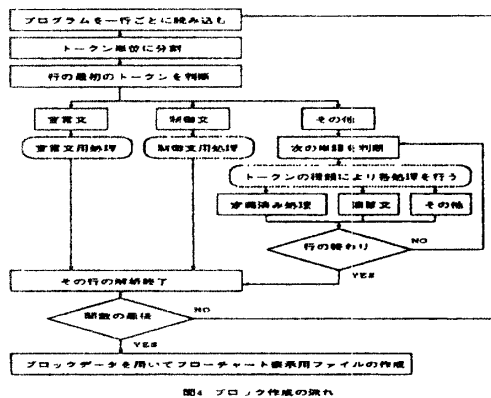 プログラムを一行ごとに読み込む
トークン単位に分割
行の最初のトークンを判断
宣言文
制御文
その他
宣言文用処理
制御文用処理
次の単語を判断
トークンの種類により各処理を行う
定義済み処理
演算文
その他
行の終わり
NO
YES
その行の解析終了
関数の最後
NO
YES
ブロックデータを用いてフローチャート表示用ファイルの作成
図4 ブロック作成の流れ